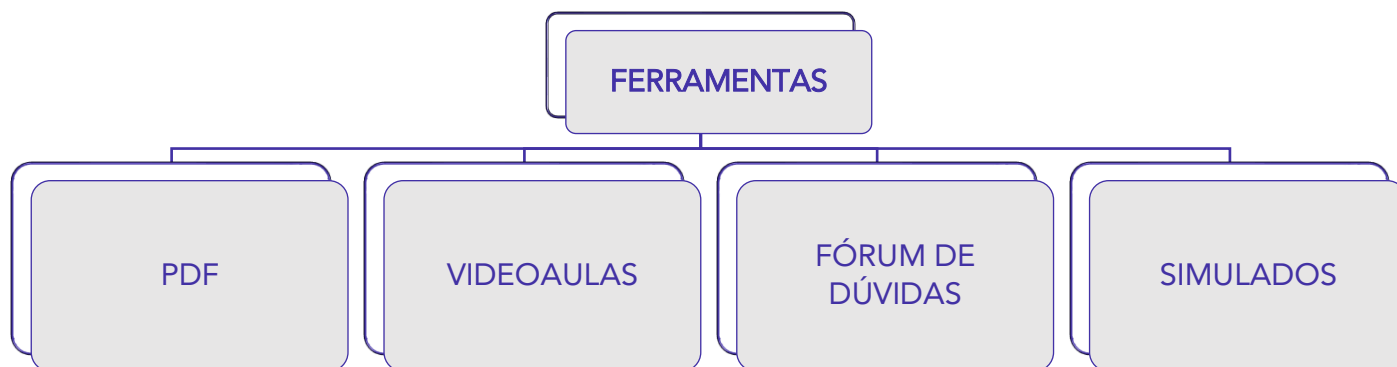 FERRAMENTAS
PDF
VIDEOAULAS
FÓRUM DE
DÚVIDAS
SIMULADOS